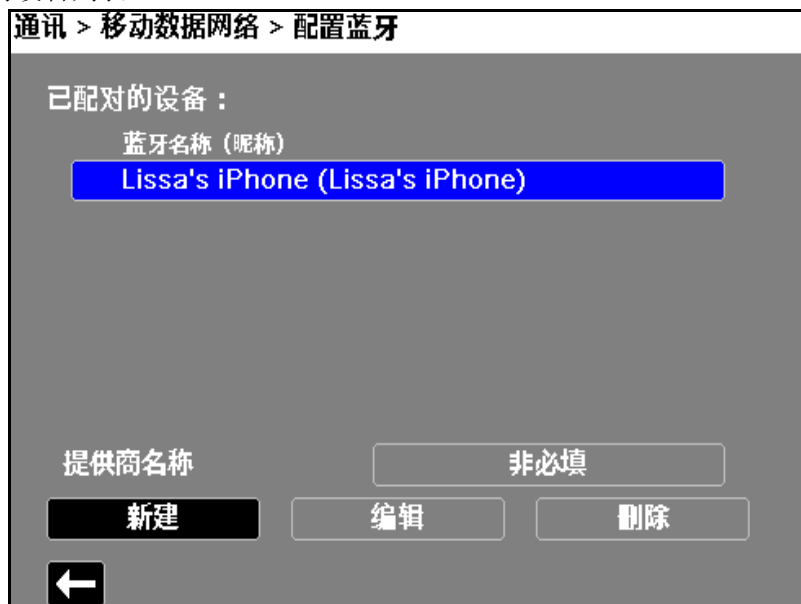 通讯 > 移动数据网络 > 配置蓝牙
已配对的设备：
蓝牙名称（昵称）
Lissa's iPhone (Lissa's iPhone)
提供商名称 非必填
新建 编辑 删除